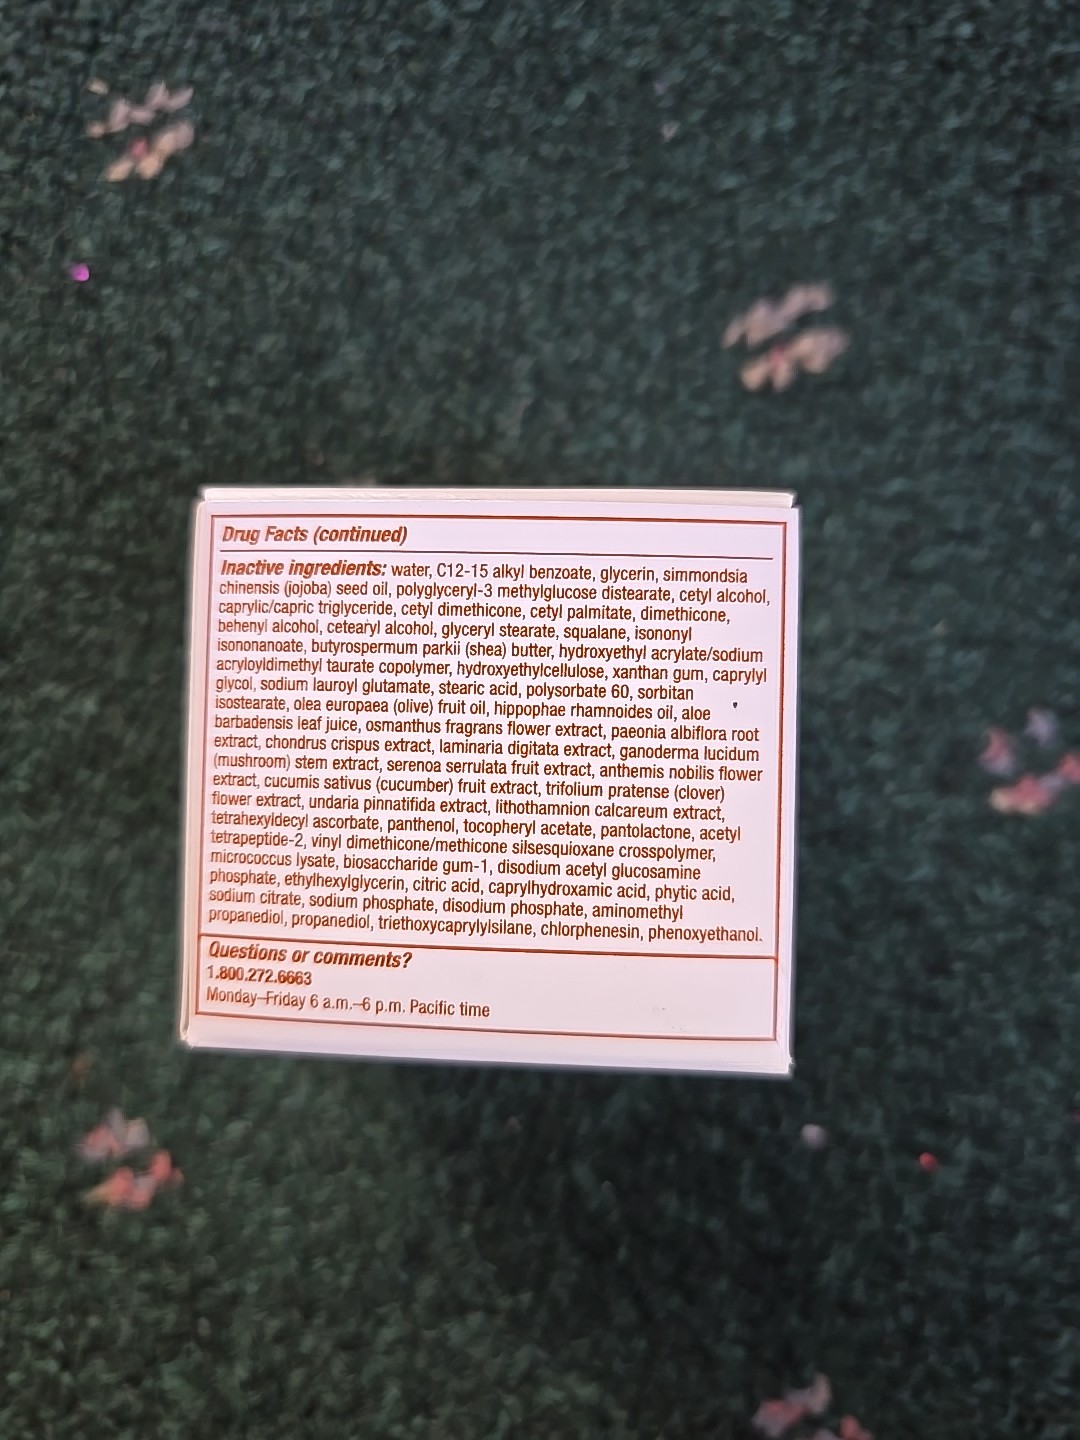 Drug Facts (continued)
Inactive ingredients: water, C12-15 alkyl benzoate, glycerin, simmondsia
chinensis (jojoba) seed oil, polyglyceryl-3 methylglucose distearate, cetyl alcohol,
caprylic/capric triglyceride, cetyl dimethicone, cetyl palmitate, dimethicone,
behenyl alcohol, cetearyl alcohol, glyceryl stearate, squalane, isononyl
isononanoate, butyrospermum parkii (shea) butter, hydroxyethyl acrylate/sodium
acryloyldimethyl taurate copolymer, hydroxyethylcellulose, xanthan gum, caprylyl
glycol, sodium lauroyl glutamate, stearic acid, polysorbate 60, sorbitan
isostearate, olea europaea (olive) fruit oil, hippophae rhamnoides oil, aloe
barbadensis leaf juice, osmanthus fragrans flower extract, paeonia albiflora root
extract, chondrus crispus extract, laminaria digitata extract, ganoderma lucidum
(mushroom) stem extract, serenoa serrulata fruit extract, anthemis nobilis flower
extract, cucumis sativus (cucumber) fruit extract, trifolium pratense (clover)
flower extract, undaria pinnatifida extract, lithothamnion calcareum extract,
tetrahexyldecyl ascorbate, panthenol, tocopheryl acetate, pantolactone, acetyl
tetrapeptide-2, vinyl dimethicone/methicone silsesquioxane crosspolymer,
micrococcus lysate, biosaccharide gum-1, disodium acetyl glucosamine
phosphate, ethylhexylglycerin, citric acid, caprylhydroxamic acid, phytic acid,
sodium citrate, sodium phosphate, disodium phosphate, aminomethyl
propanediol, propanediol, triethoxycaprylylsilane, chlorphenesin, phenoxyethanol.
Questions or comments?
1.800.272.6663
Monday–Friday 6 a.m.–6 p.m. Pacific time